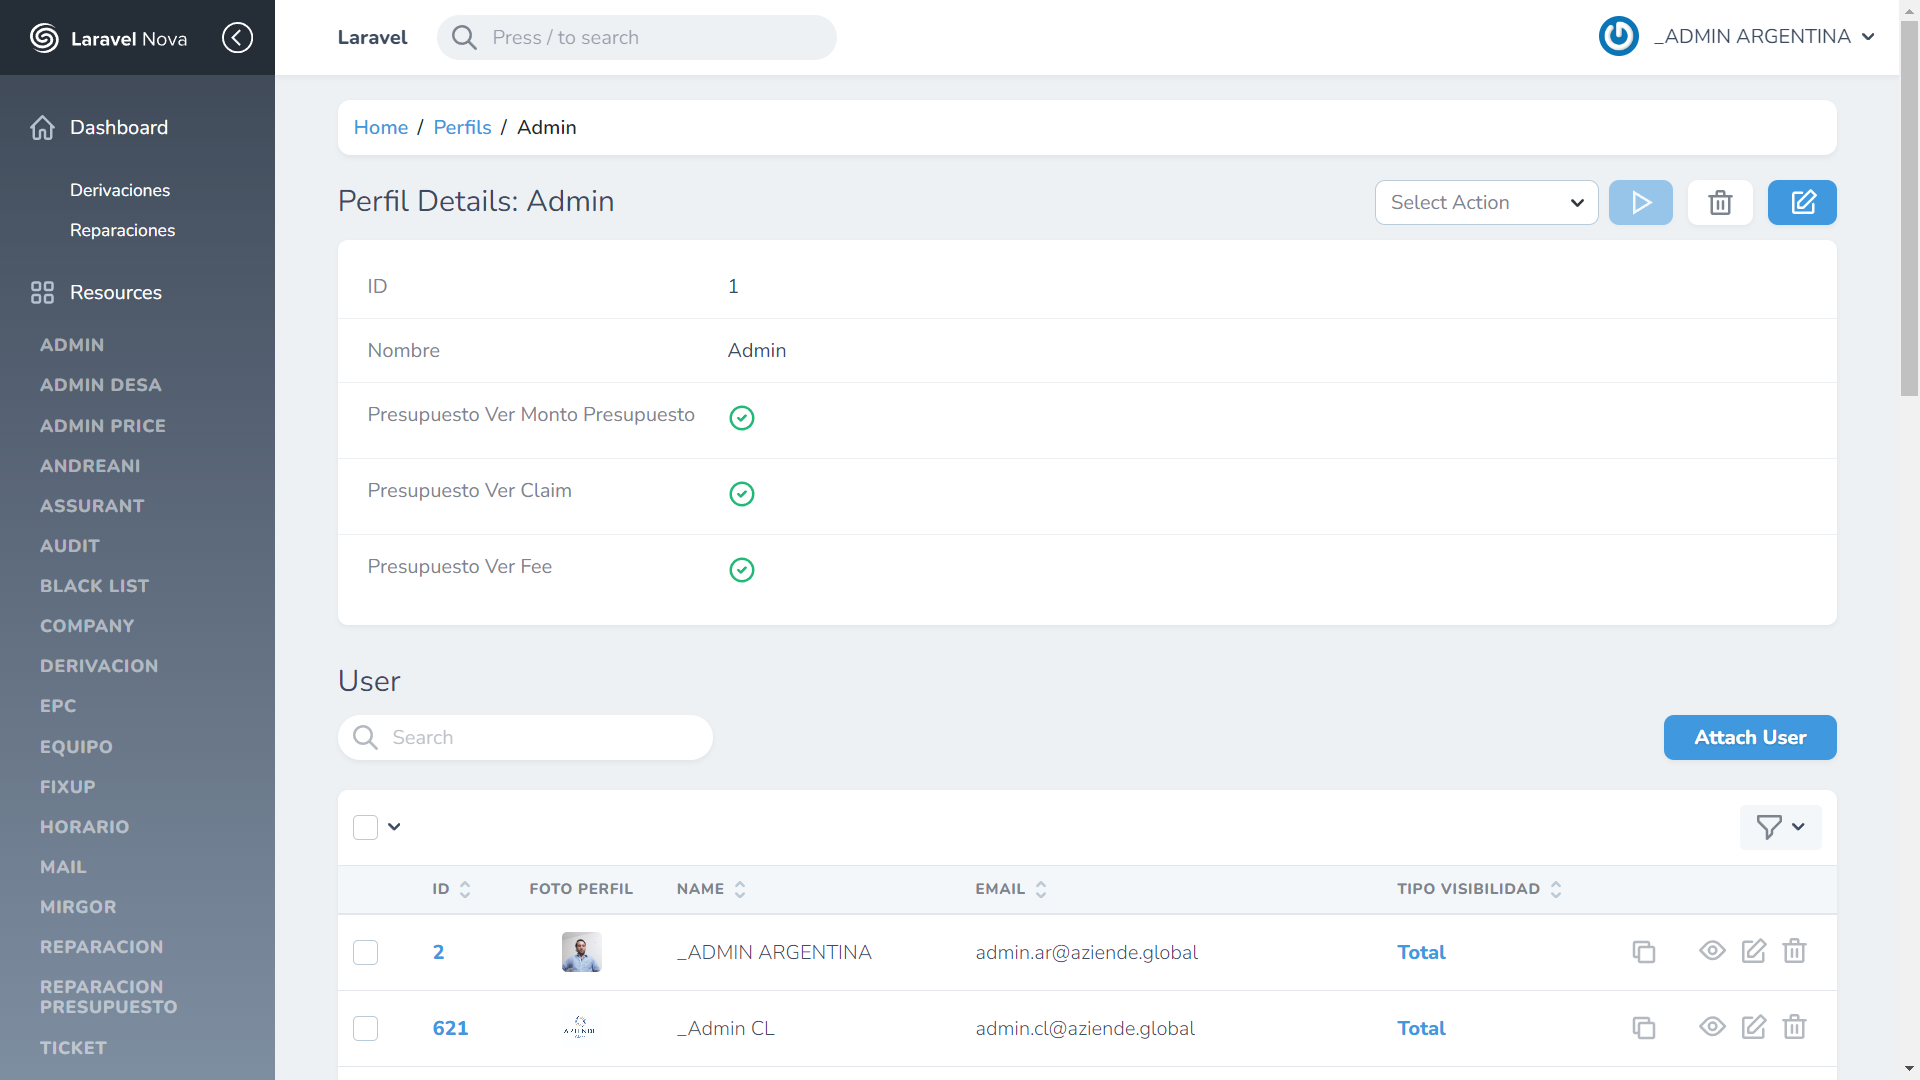 Laravel Nova
Laravel
Press / to search
_ADMIN ARGENTINA
Dashboard
Derivaciones
Reparaciones
Resources
ADMIN
ADMIN DESA
ADMIN PRICE
ANDREANI
ASSURANT
AUDIT
BLACK LIST
COMPANY
DERIVACION
EPC
EQUIPO
FIXUP
HORARIO
MAIL
MIRGOR
REPARACION
REPARACION
PRESUPUESTO
TICKET
Home / Perfils / Admin
Perfil Details: Admin
Select Action
ID 1
Nombre Admin
Presupuesto Ver Monto Presupuesto
Presupuesto Ver Claim
Presupuesto Ver Fee
User
Search
Attach User
ID FOTO PERFIL NAME EMAIL TIPO VISIBILIDAD
2 _ADMIN ARGENTINA admin.ar@aziende.global Total
621 _Admin CL admin.cl@aziende.global Total